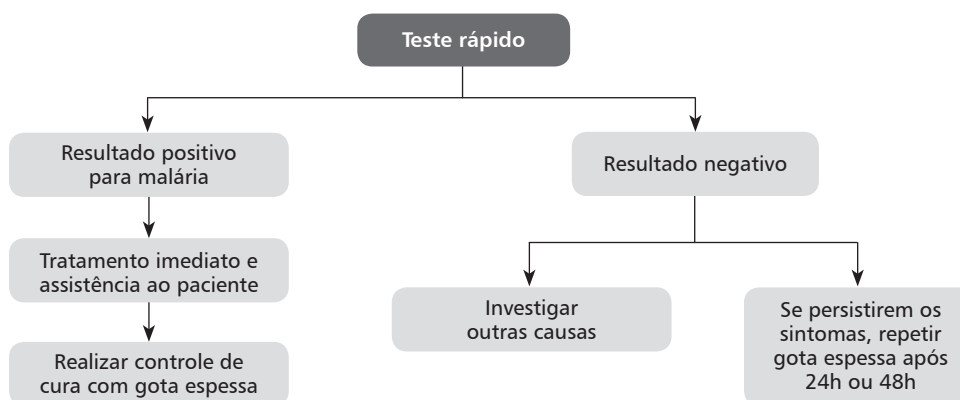 Teste rápido
Resultado positivo
para malária
Resultado negativo
Tratamento imediato e
assistência ao paciente
Investigar
outras causas
Se persistirem os
sintomas, repetir
gota espessa após
24h ou 48h
Realizar controle de
cura com gota espessa